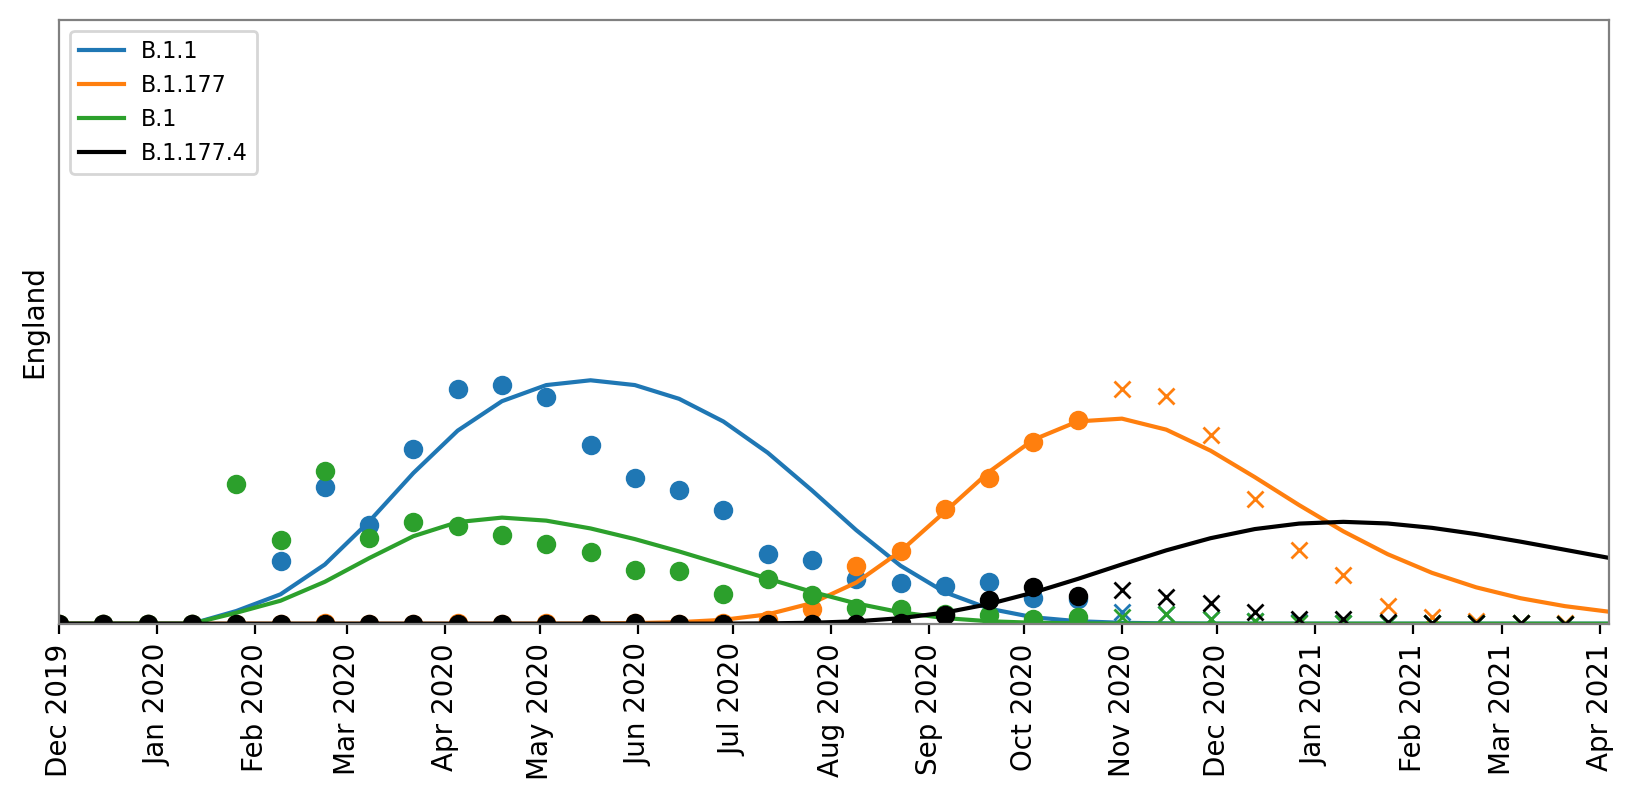 B.1.1
B.1.177
B.1
B.1.177.4
England
Dec 2019
Jan 2020
Feb 2020
Mar 2020
Apr 2020
May 2020
Jun 2020
Jul 2020
Aug 2020
Sep 2020
Oct 2020
Nov 2020
Dec 2020
Jan 2021
Feb 2021
Mar 2021
Apr 2021